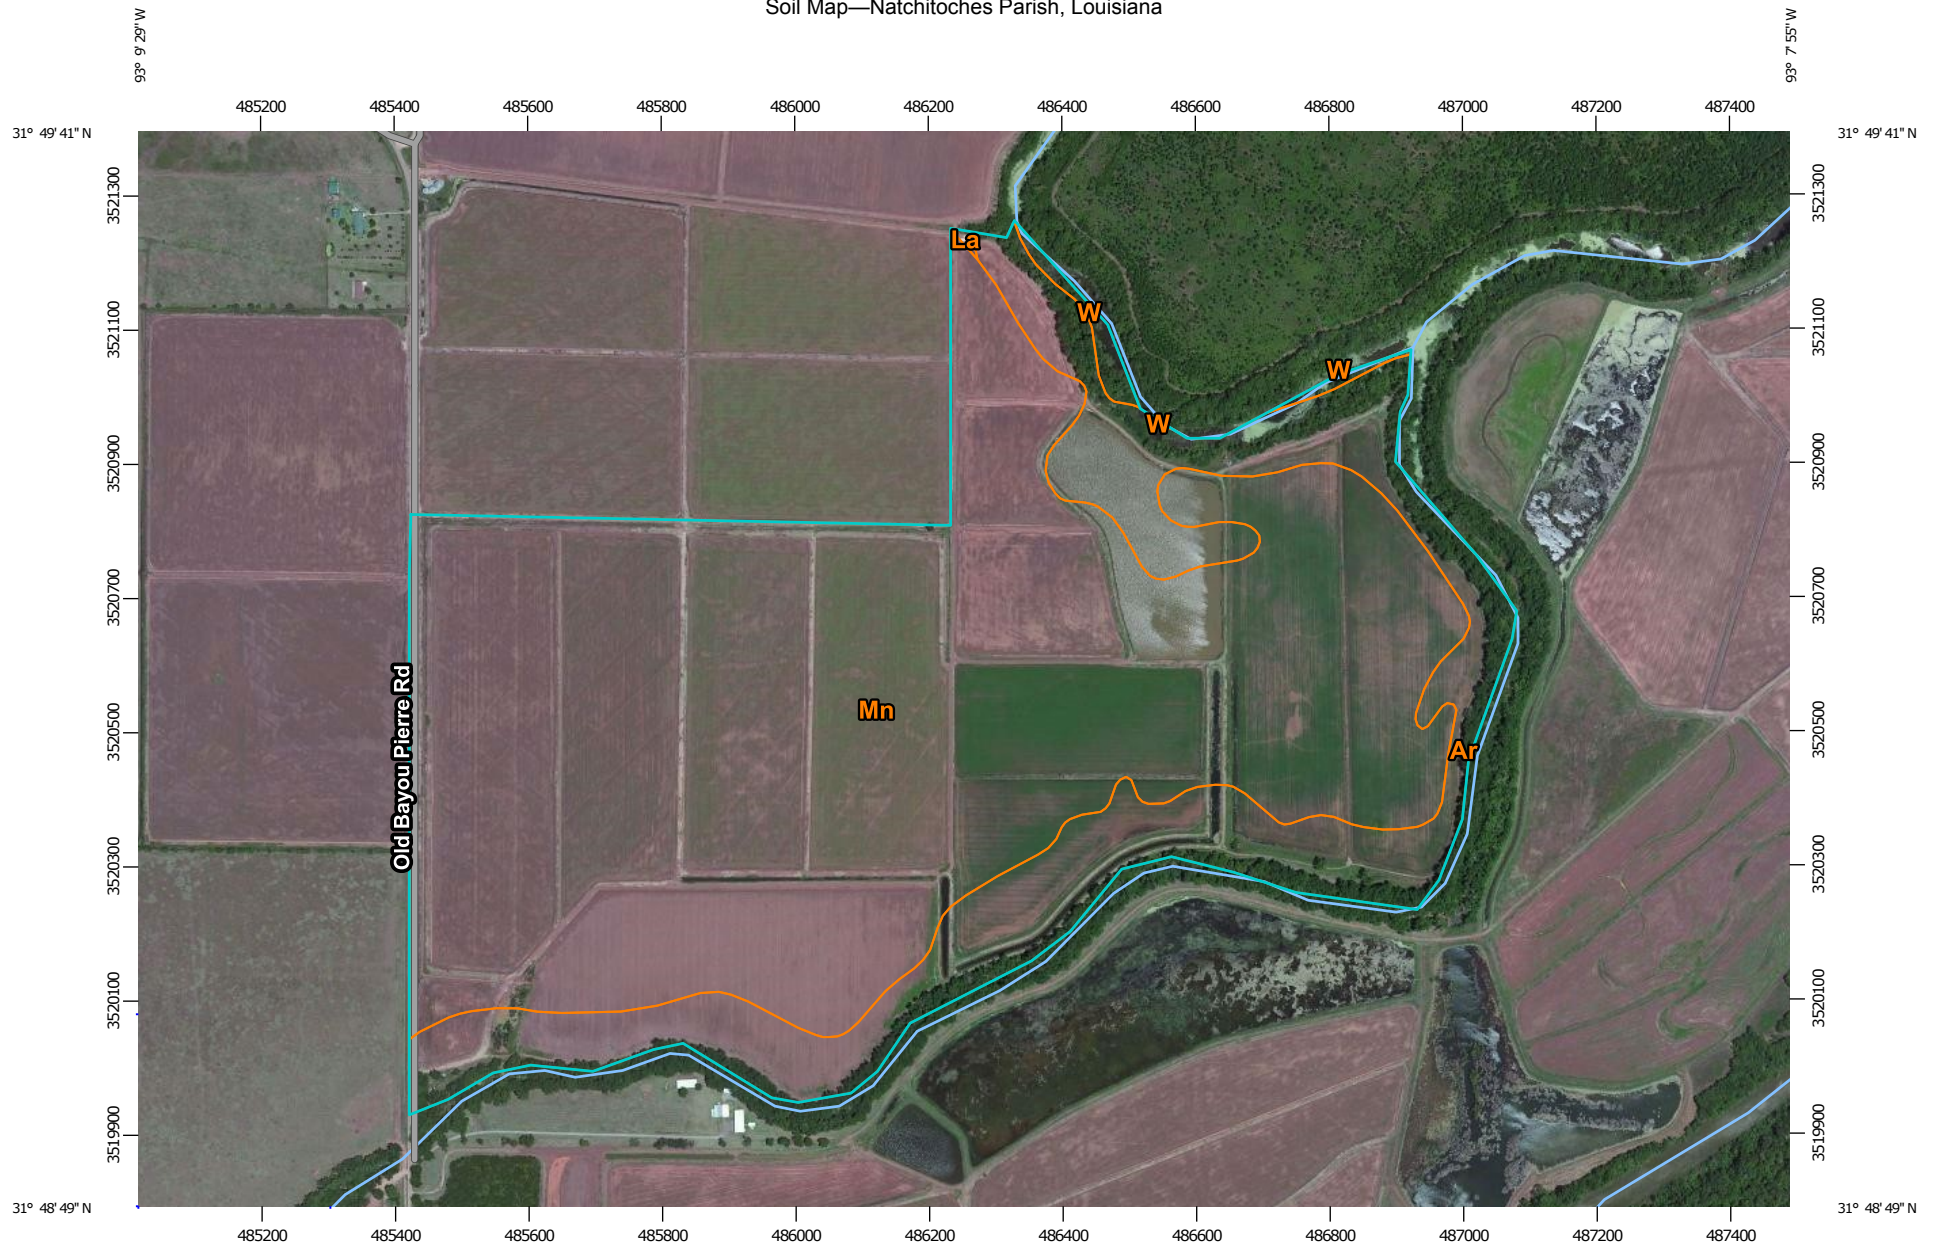 Soil Map—Natchitoches Parish, Louisiana
93° 9' 29'' W
93° 7' 55'' W
485200 485400 485600 485800 486000 486200 486400 486600 486800 487000 487200 487400
31° 49' 41'' N
31° 49' 41'' N
3521300
3521300
La
W
3521100
3521100
W
W
3520900
3520900
3520700
3520700
Old Bayou Pierre Rd
Mn
3520500
3520500
Ar
3520300
3520300
3520100
3520100
3519900
3519900
31° 48' 49'' N
31° 48' 49'' N
485200 485400 485600 485800 486000 486200 486400 486600 486800 487000 487200 487400